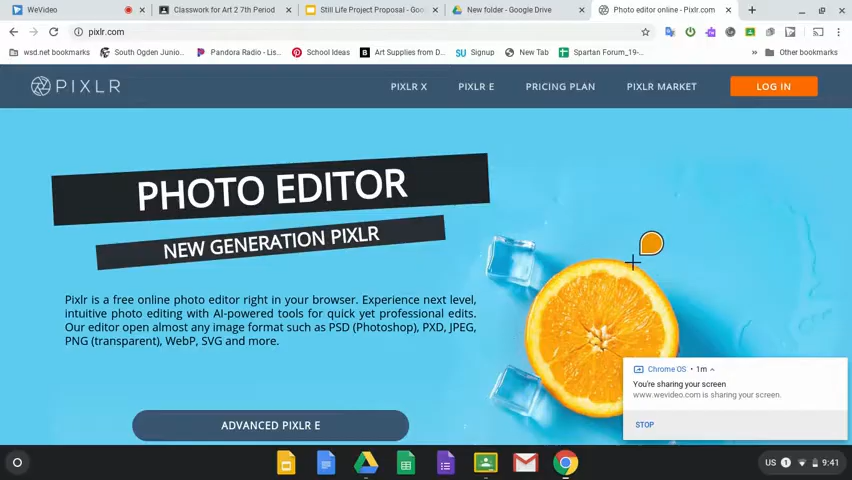 WeVideo
Classwork for Art 2 7th Period
Still Life Project Proposal - Goo
New folder - Google Drive
Photo editor online - Pixlr.com
pixlr.com
wsd.net bookmarks
South Ogden Junio...
Pandora Radio - Lis...
School Ideas
Art Supplies from D...
Signup
New Tab
Spartan Forum_19-...
Other bookmarks
PIXLR
PIXLR X
PIXLR E
PRICING PLAN
PIXLR MARKET
LOG IN
PHOTO EDITOR
NEW GENERATION PIXLR
Pixlr is a free online photo editor right in your browser. Experience next level,
intuitive photo editing with AI-powered tools for quick yet professional edits.
Our editor open almost any image format such as PSD (Photoshop), PXD, JPEG,
PNG (transparent), WebP, SVG and more.
ADVANCED PIXLR E
Chrome OS • 1m
You're sharing your screen
www.wevideo.com is sharing your screen.
STOP
US 1 9:41